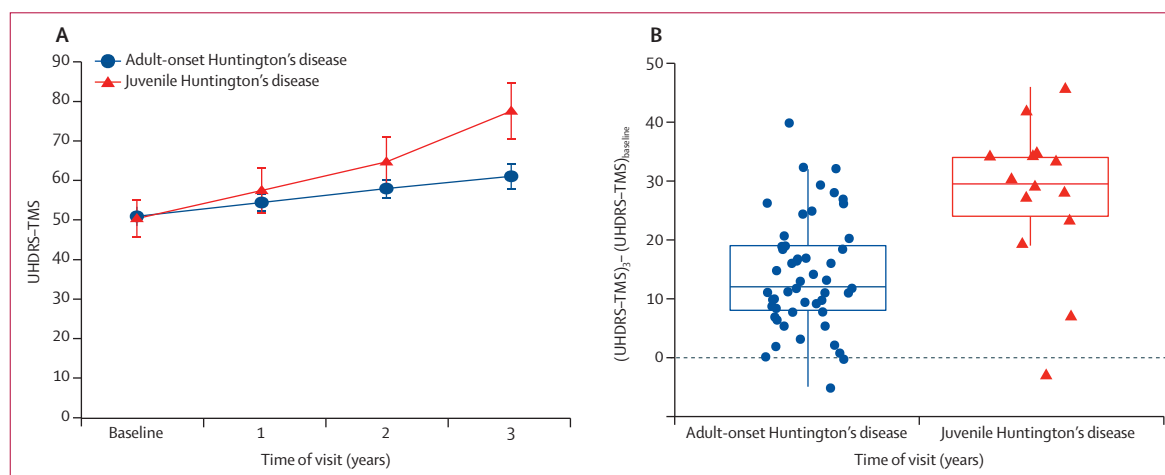 A
Adult-onset Huntington's disease
Juvenile Huntington's disease
90
80
70
60
50
40
30
20
10
0
UHDRS–TMS
Baseline
1
2
3
Time of visit (years)
B
50
40
30
20
10
0
–10
(UHDRS–TMS)3– (UHDRS–TMS)baseline
Adult-onset Huntington's disease
Juvenile Huntington's disease
Time of visit (years)